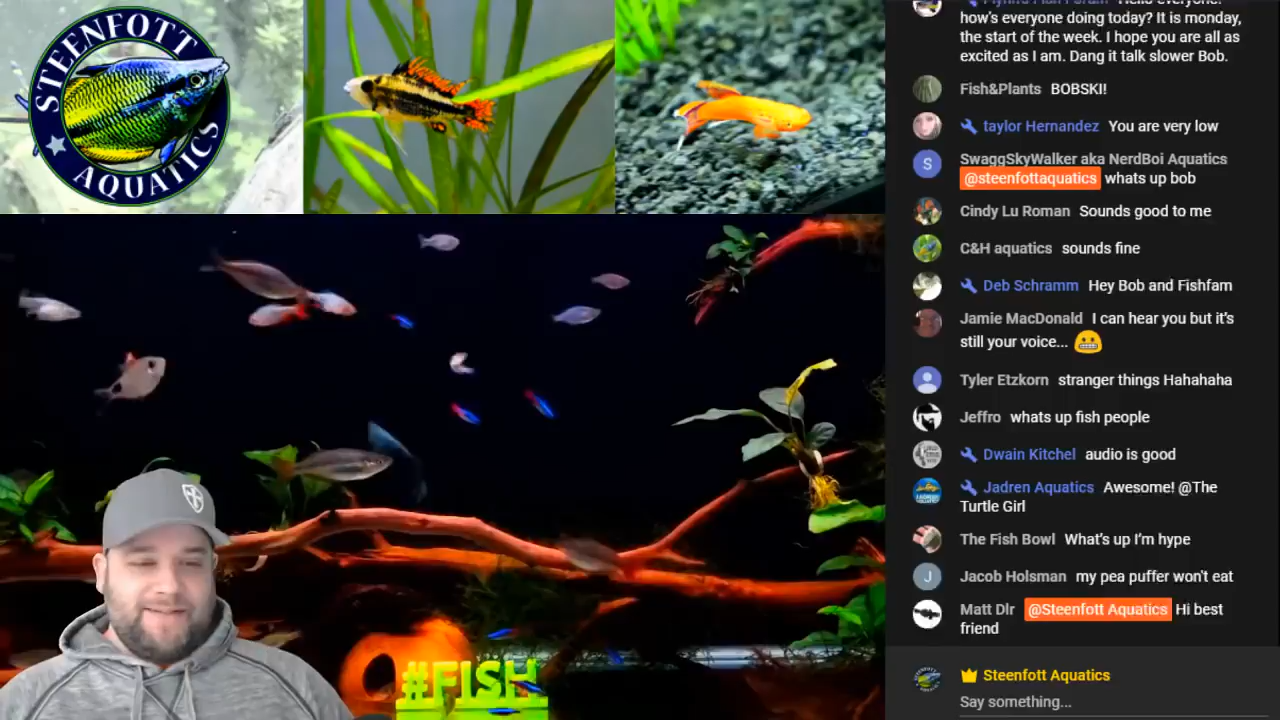 STEENFOTT
AQUATICS
#FISH
Hello everyone!
how's everyone doing today? It is monday,
the start of the week. I hope you are all as
excited as I am. Dang it talk slower Bob.
Fish&Plants BOBSKI!
taylor Hernandez You are very low
S
SwaggSkyWalker aka NerdBoi Aquatics
@steenfottaquatics whats up bob
Cindy Lu Roman Sounds good to me
C&H aquatics sounds fine
Deb Schramm Hey Bob and Fishfam
Jamie MacDonald I can hear you but it's
still your voice...
Tyler Etzkorn stranger things Hahahaha
Jeffro whats up fish people
Dwain Kitchel audio is good
Jadren Aquatics Awesome! @The
Turtle Girl
The Fish Bowl What's up I'm hype
J
Jacob Holsman my pea puffer won't eat
Matt Dlr @Steenfott Aquatics Hi best
friend
Steenfott Aquatics
Say something...